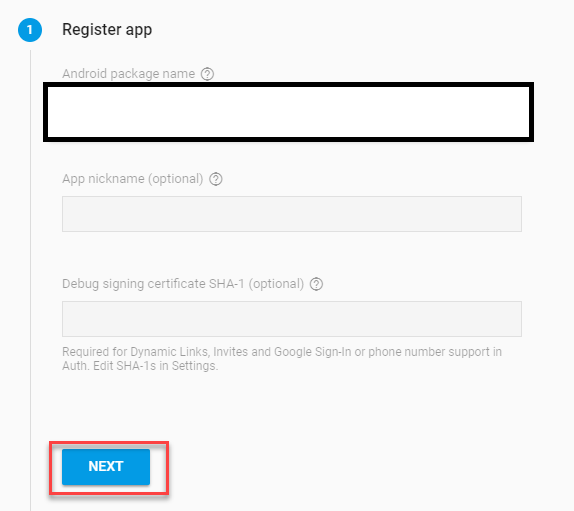 1 Register app
Android package name ?
App nickname (optional) ?
Debug signing certificate SHA-1 (optional) ?
Required for Dynamic Links, Invites and Google Sign-In or phone number support in
Auth. Edit SHA-1s in Settings.
NEXT